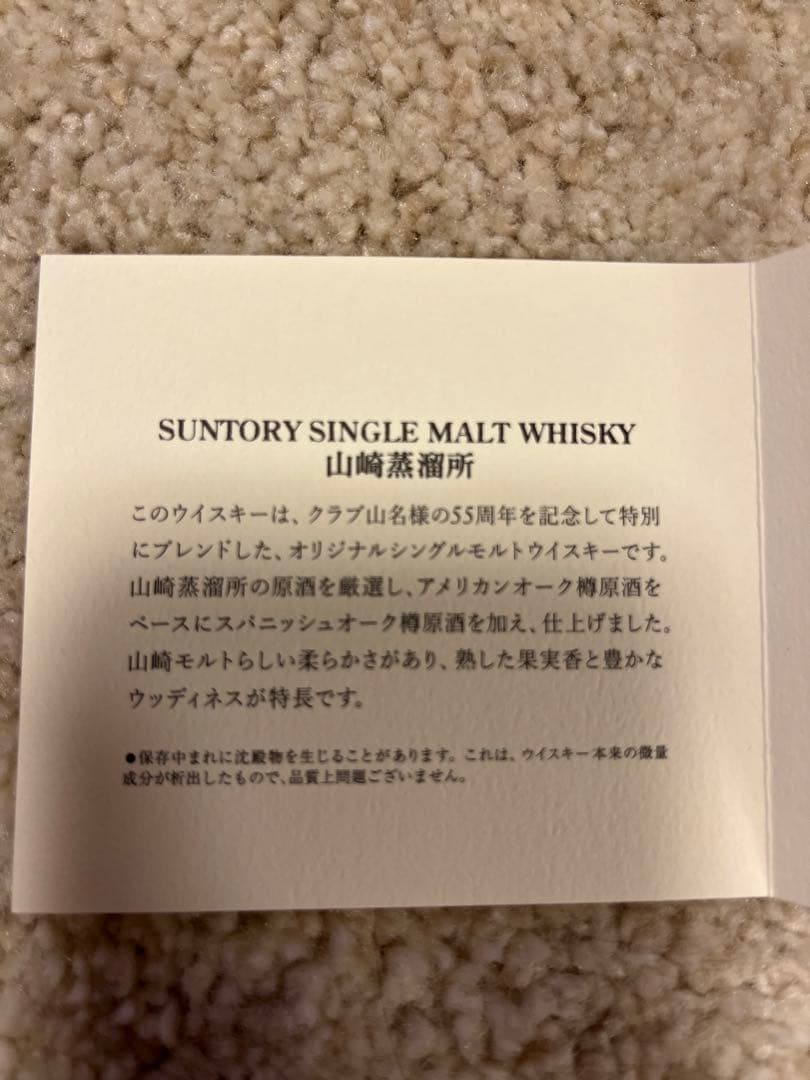 SUNTORY SINGLE MALT WHISKY
山崎蒸溜所
このウイスキーは、クラブ山名様の55周年を記念して特別
にブレンドした、オリジナルシングルモルトウイスキーです。
山崎蒸溜所の原酒を厳選し、アメリカンオーク樽原酒を
ベースにスパニッシュオーク樽原酒を加え、仕上げました。
山崎モルトらしい柔らかさがあり、熟した果実香と豊かな
ウッディネスが特長です。
●保存中まれに沈殿物を生じることがあります。これは、ウイスキー本来の微量
成分が析出したもので、品質上問題ございません。